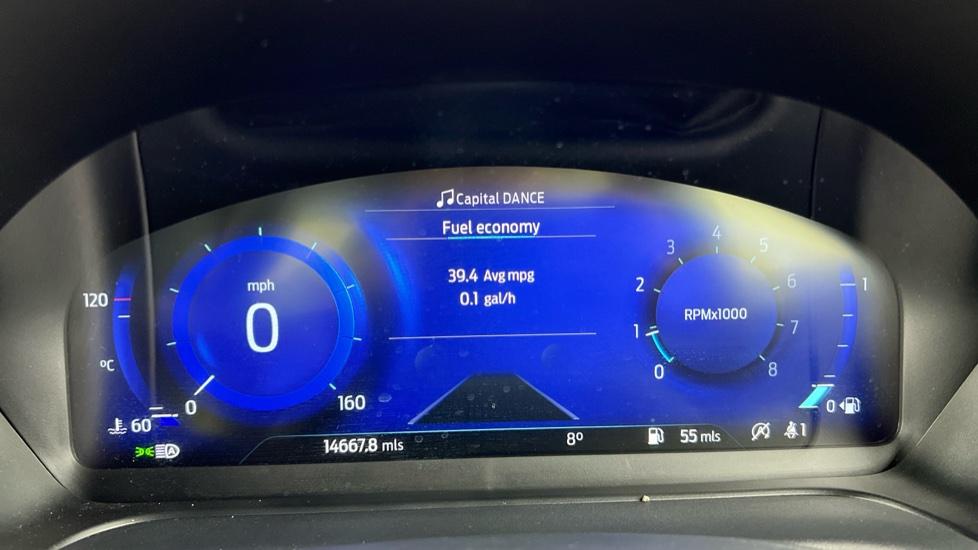 Capital DANCE
Fuel economy
39.4 Avg mpg
0.1 gal/h
120
°C
60
mph
0
0
160
0
1
2
3
4
5
6
7
8
RPMx1000
1
0
A
14667.8 mls
8°
55 mls
A
1